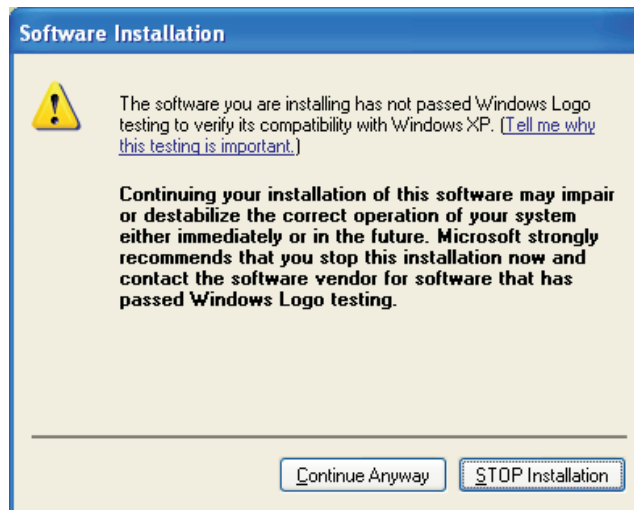 Software Installation
The software you are installing has not passed Windows Logo
testing to verify its compatibility with Windows XP. (Tell me why
this testing is important.)
Continuing your installation of this software may impair
or destabilize the correct operation of your system
either immediately or in the future. Microsoft strongly
recommends that you stop this installation now and
contact the software vendor for software that has
passed Windows Logo testing.
Continue Anyway
STOP Installation